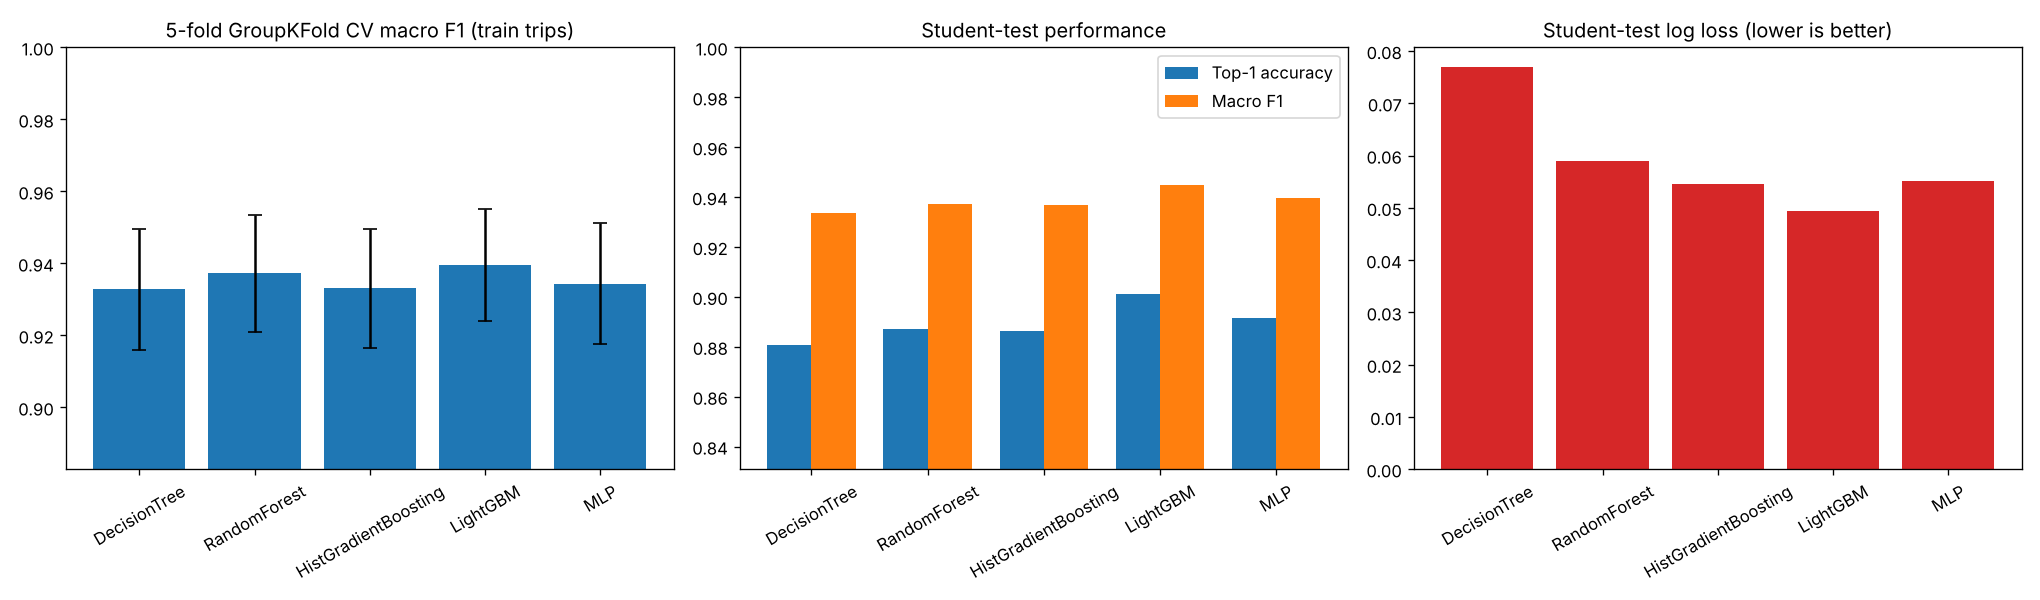 5-fold GroupKFold CV macro F1 (train trips)
1.00
0.98
0.96
0.94
0.92
0.90
DecisionTree
RandomForest
HistGradientBoosting
LightGBM
MLP
Student-test performance
Top-1 accuracy
Macro F1
1.00
0.98
0.96
0.94
0.92
0.90
0.88
0.86
0.84
DecisionTree
RandomForest
HistGradientBoosting
LightGBM
MLP
Student-test log loss (lower is better)
0.08
0.07
0.06
0.05
0.04
0.03
0.02
0.01
0.00
DecisionTree
RandomForest
HistGradientBoosting
LightGBM
MLP